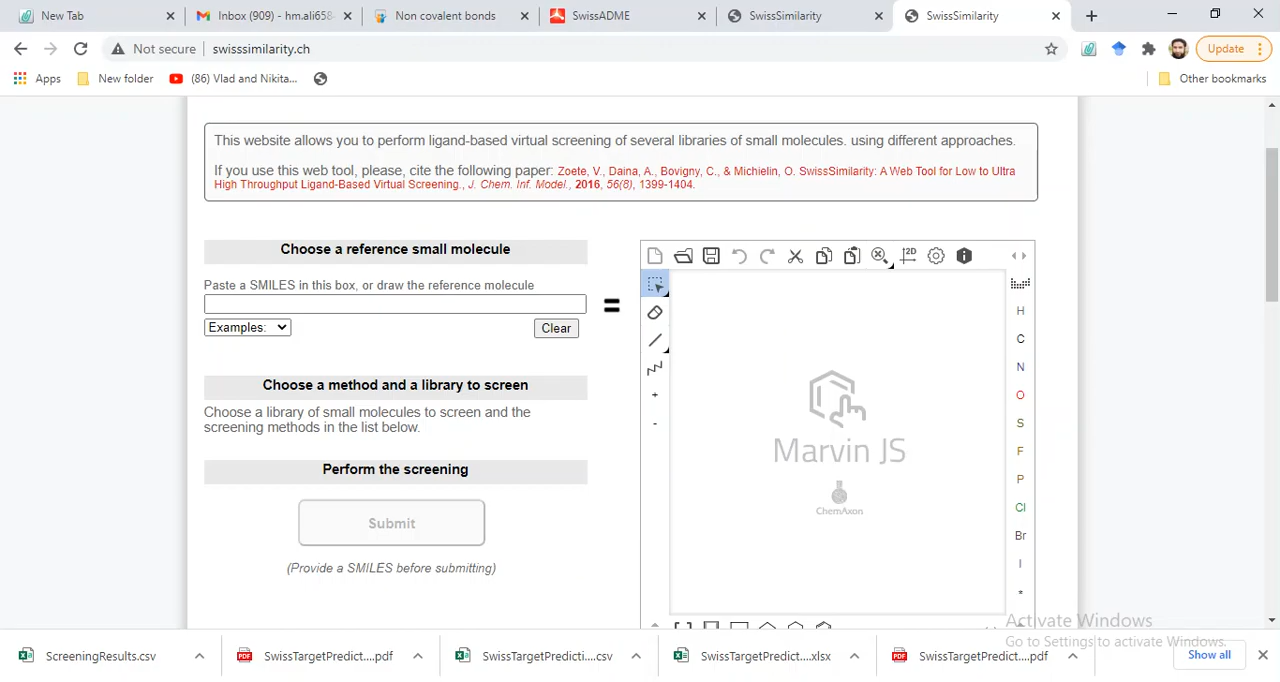 New Tab
Inbox (909) - hm.ali658
Non covalent bonds
SwissADME
SwissSimilarity
SwissSimilarity
Not secure
swisssimilarity.ch
Update
Apps
New folder
(86) Vlad and Nikita...
Other bookmarks
This website allows you to perform ligand-based virtual screening of several libraries of small molecules. using different approaches.
If you use this web tool, please, cite the following paper: Zoete, V., Daina, A., Bovigny, C., & Michielin, O. SwissSimilarity: A Web Tool for Low to Ultra
High Throughput Ligand-Based Virtual Screening., J. Chem. Inf. Model., 2016, 56(8), 1399-1404.
Choose a reference small molecule
Paste a SMILES in this box, or draw the reference molecule
Examples:
Clear
=
Choose a method and a library to screen
Choose a library of small molecules to screen and the
screening methods in the list below.
Perform the screening
Submit
(Provide a SMILES before submitting)
2D
+
-
Marvin JS
ChemAxon
H
C
N
O
S
F
P
Cl
Br
I
*
Activate Windows
Go to Settings to activate Windows.
ScreeningResults.csv
SwissTargetPredict....pdf
SwissTargetPredicti....csv
SwissTargetPredict....xlsx
SwissTargetPredict....pdf
Show all